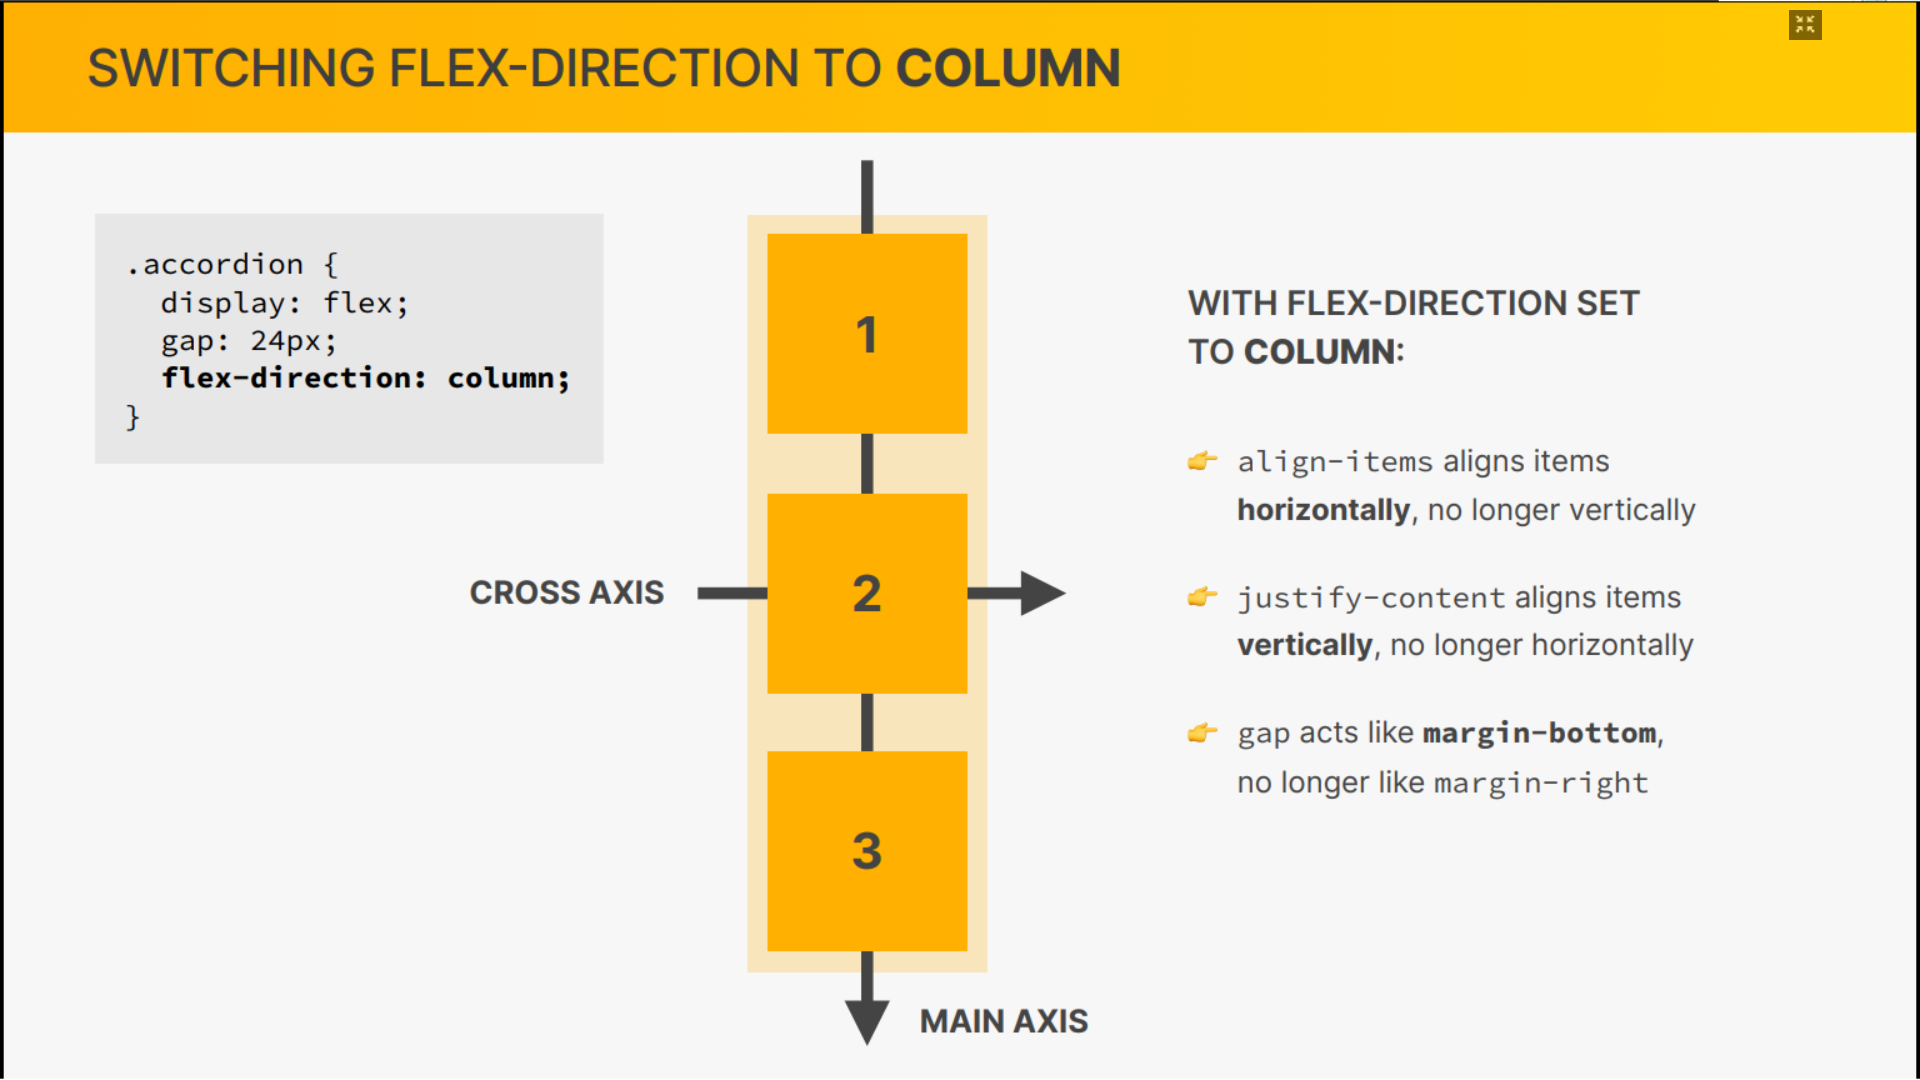 SWITCHING FLEX-DIRECTION TO COLUMN
.accordion {
display: flex;
gap: 24px;
flex-direction: column;
}
1
2
3
CROSS AXIS
MAIN AXIS
WITH FLEX-DIRECTION SET
TO COLUMN:
👉 align-items aligns items
horizontally, no longer vertically
👉 justify-content aligns items
vertically, no longer horizontally
👉 gap acts like margin-bottom,
no longer like margin-right